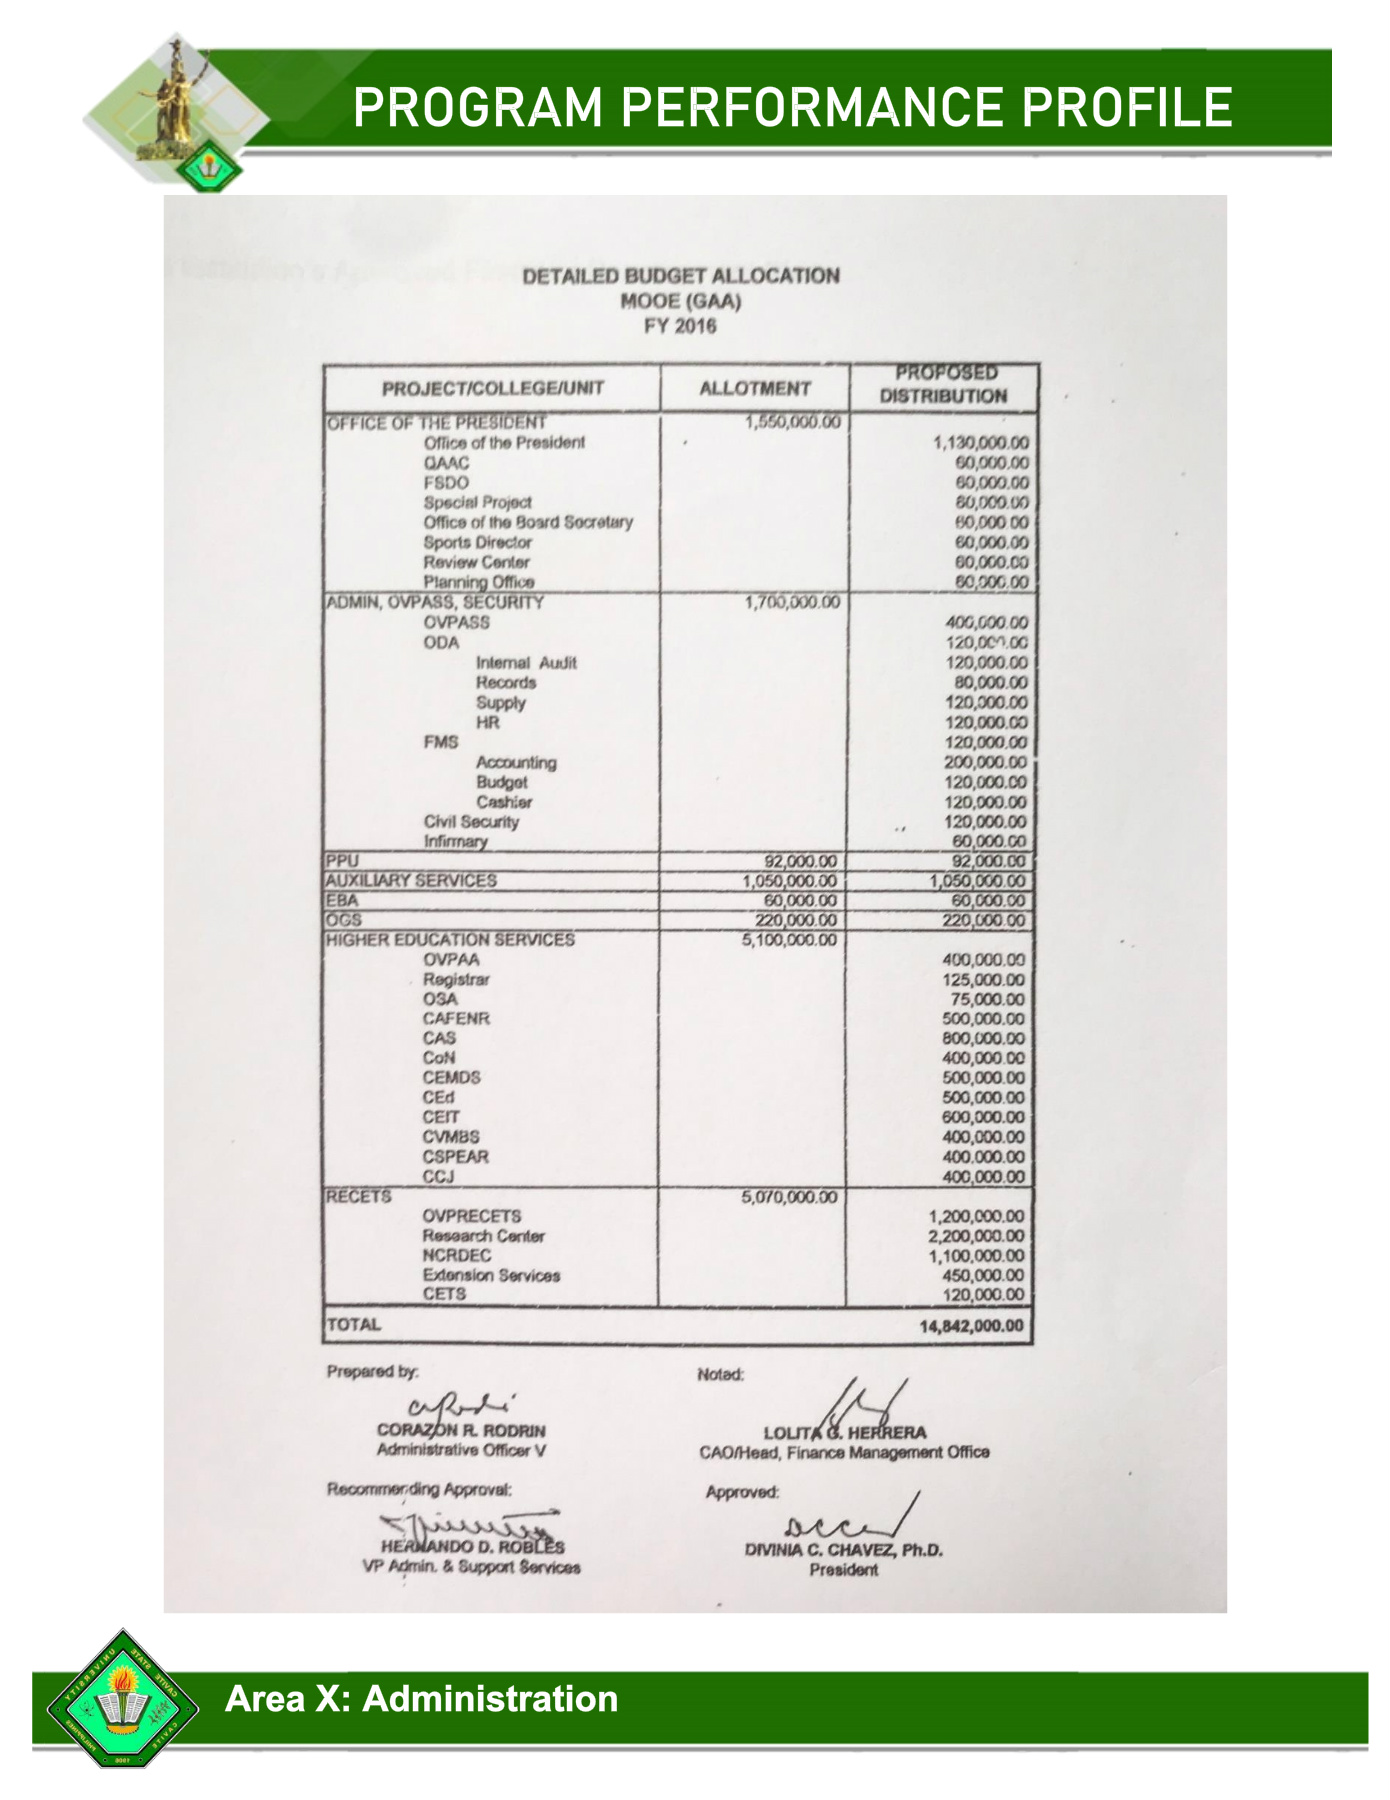 PROGRAM PERFORMANCE PROFILE
DETAILED BUDGET ALLOCATION
MOOE (GAA)
FY 2016
PROJECT/COLLEGE/UNIT ALLOTMENT PROPOSED DISTRIBUTION
OFFICE OF THE PRESIDENT 1,550,000.00
Office of the President 1,130,000.00
QAAC 60,000.00
FSDO 60,000.00
Special Project 60,000.00
Office of the Board Secretary 60,000.00
Sports Director 60,000.00
Review Center 60,000.00
Planning Office 60,000.00
ADMIN, OVPASS, SECURITY 1,700,000.00
OVPASS 400,000.00
ODA 120,000.00
Internal Audit 120,000.00
Records 80,000.00
Supply 120,000.00
HR 120,000.00
FMS 120,000.00
Accounting 200,000.00
Budget 120,000.00
Cashier 120,000.00
Civil Security 120,000.00
Infirmary 60,000.00
PPU 92,000.00 92,000.00
AUXILIARY SERVICES 1,050,000.00 1,050,000.00
EBA 60,000.00 60,000.00
OGS 220,000.00 220,000.00
HIGHER EDUCATION SERVICES 5,100,000.00
OVPAA 400,000.00
Registrar 125,000.00
OSA 75,000.00
CAFENR 500,000.00
CAS 800,000.00
CoN 400,000.00
CEMDS 500,000.00
CEd 500,000.00
CEIT 600,000.00
CVMBS 400,000.00
CSPEAR 400,000.00
CCJ 400,000.00
RECETS 5,070,000.00
OVPRECETS 1,200,000.00
Research Center 2,200,000.00
NCRDEC 1,100,000.00
Extension Services 450,000.00
CETS 120,000.00
TOTAL 14,842,000.00
Prepared by: Noted:
CORAZON R. RODRIN LOLITA G. HERRERA
Administrative Officer V CAO/Head, Finance Management Office
Recommending Approval: Approved:
HERNANDO D. ROBLES DIVINIA C. CHAVEZ, Ph.D.
VP Admin. & Support Services President
CAVITE STATE UNIVERSITY
CAVITE PHILIPPINES
1906
Area X: Administration